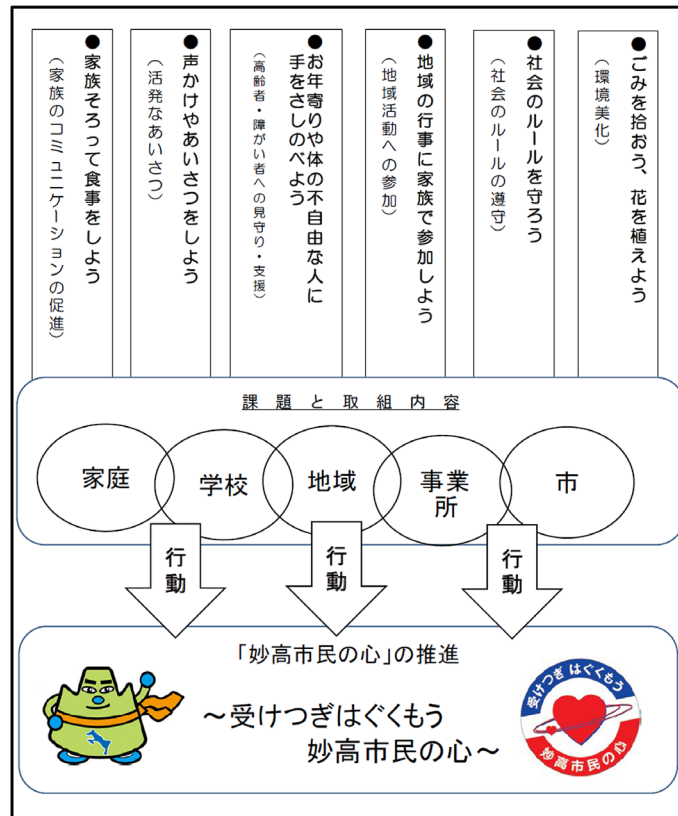 ●ごみを拾おう、花を植えよう
（環境美化）
●社会のルールを守ろう
（社会のルールの遵守）
●地域の行事に家族で参加しよう
（地域活動への参加）
●お年寄りや体の不自由な人に
手をさしのべよう
（高齢者・障がい者への見守り・支援）
●声かけやあいさつをしよう
（活発なあいさつ）
●家族そろって食事をしよう
（家族のコミュニケーションの促進）
課題と取組内容
家庭
学校
地域
事業
所
市
行動
行動
行動
「妙高市民の心」の推進
～受けつぎはぐくもう
妙高市民の心～
受けつぎ はぐくもう
妙高市民の心